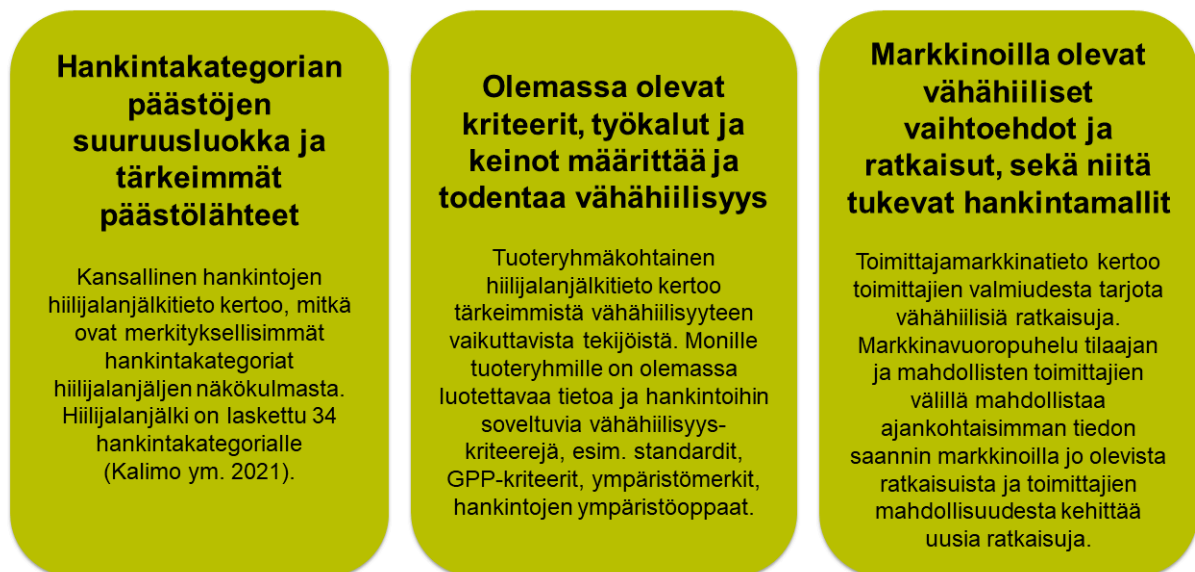 Hankintakategorian
päästöjen
suuruusluokka ja
tärkeimmät
päästölähteet
Kansallinen hankintojen
hiilijalanjälkitieto kertoo, mitkä
ovat merkityksellisimmät
hankintakategoriat
hiilijalanjäljen näkökulmasta.
Hiilijalanjälki on laskettu 34
hankintakategorialle
(Kalimo ym. 2021).
Olemassa olevat
kriteerit, työkalut ja
keinot määrittää ja
todentaa vähähiilisyys
Tuoteryhmäkohtainen
hiilijalanjälkitieto kertoo
tärkeimmistä vähähiilisyyteen
vaikuttavista tekijöistä. Monille
tuoteryhmille on olemassa
luotettavaa tietoa ja hankintoihin
soveltuvia vähähiilisyys-
kriteerejä, esim. standardit,
GPP-kriteerit, ympäristömerkit,
hankintojen ympäristöoppaat.
Markkinoilla olevat
vähähiiliset
vaihtoehdot ja
ratkaisut, sekä niitä
tukevat hankintamallit
Toimittajamarkkinatieto kertoo
toimittajien valmiudesta tarjota
vähähiilisiä ratkaisuja.
Markkinavuoropuhelu tilaajan
ja mahdollisten toimittajien
välillä mahdollistaa
ajankohtaisimman tiedon
saannin markkinoilla jo olevista
ratkaisuista ja toimittajien
mahdollisuudesta kehittää
uusia ratkaisuja.